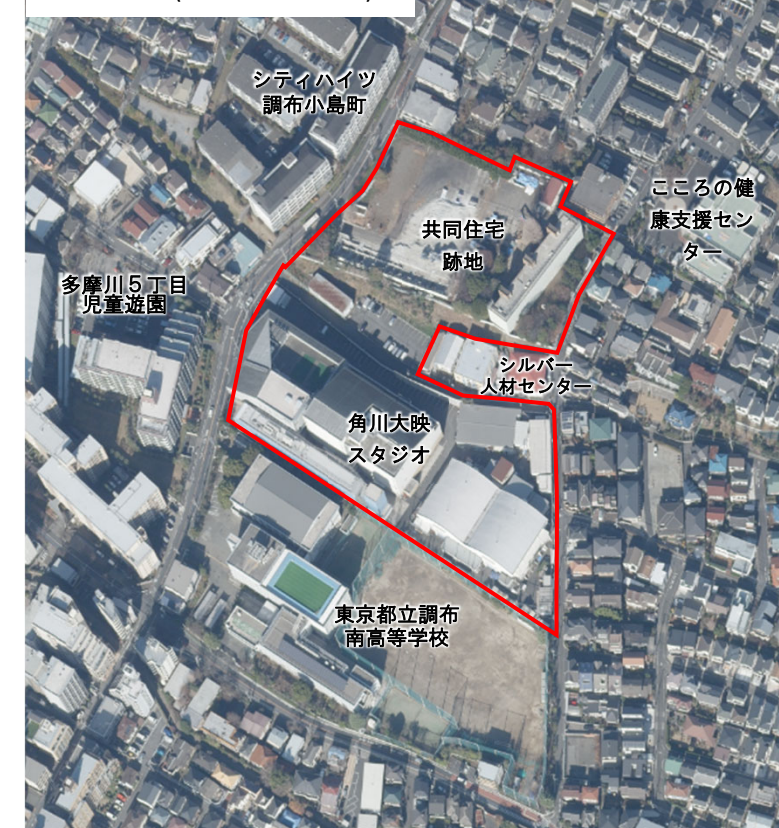 シティハイツ
調布小島町
こころの健
康支援セン
ター
共同住宅
跡地
多摩川５丁目
児童遊園
シルバー
人材センター
角川大映
スタジオ
東京都立調布
南高等学校